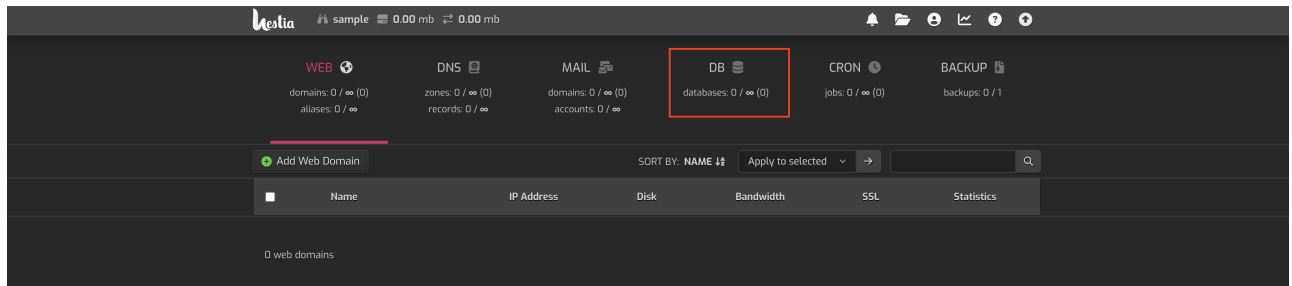 Hestia sample 0.00 mb 0.00 mb
WEB DNS MAIL DB CRON BACKUP
domains: 0 / ∞ (0) zones: 0 / ∞ (0) domains: 0 / ∞ (0) databases: 0 / ∞ (0) jobs: 0 / ∞ (0) backups: 0 / 1
aliases: 0 / ∞ records: 0 / ∞ accounts: 0 / ∞
Add Web Domain SORT BY: NAME Apply to selected
Name IP Address Disk Bandwidth SSL Statistics
0 web domains